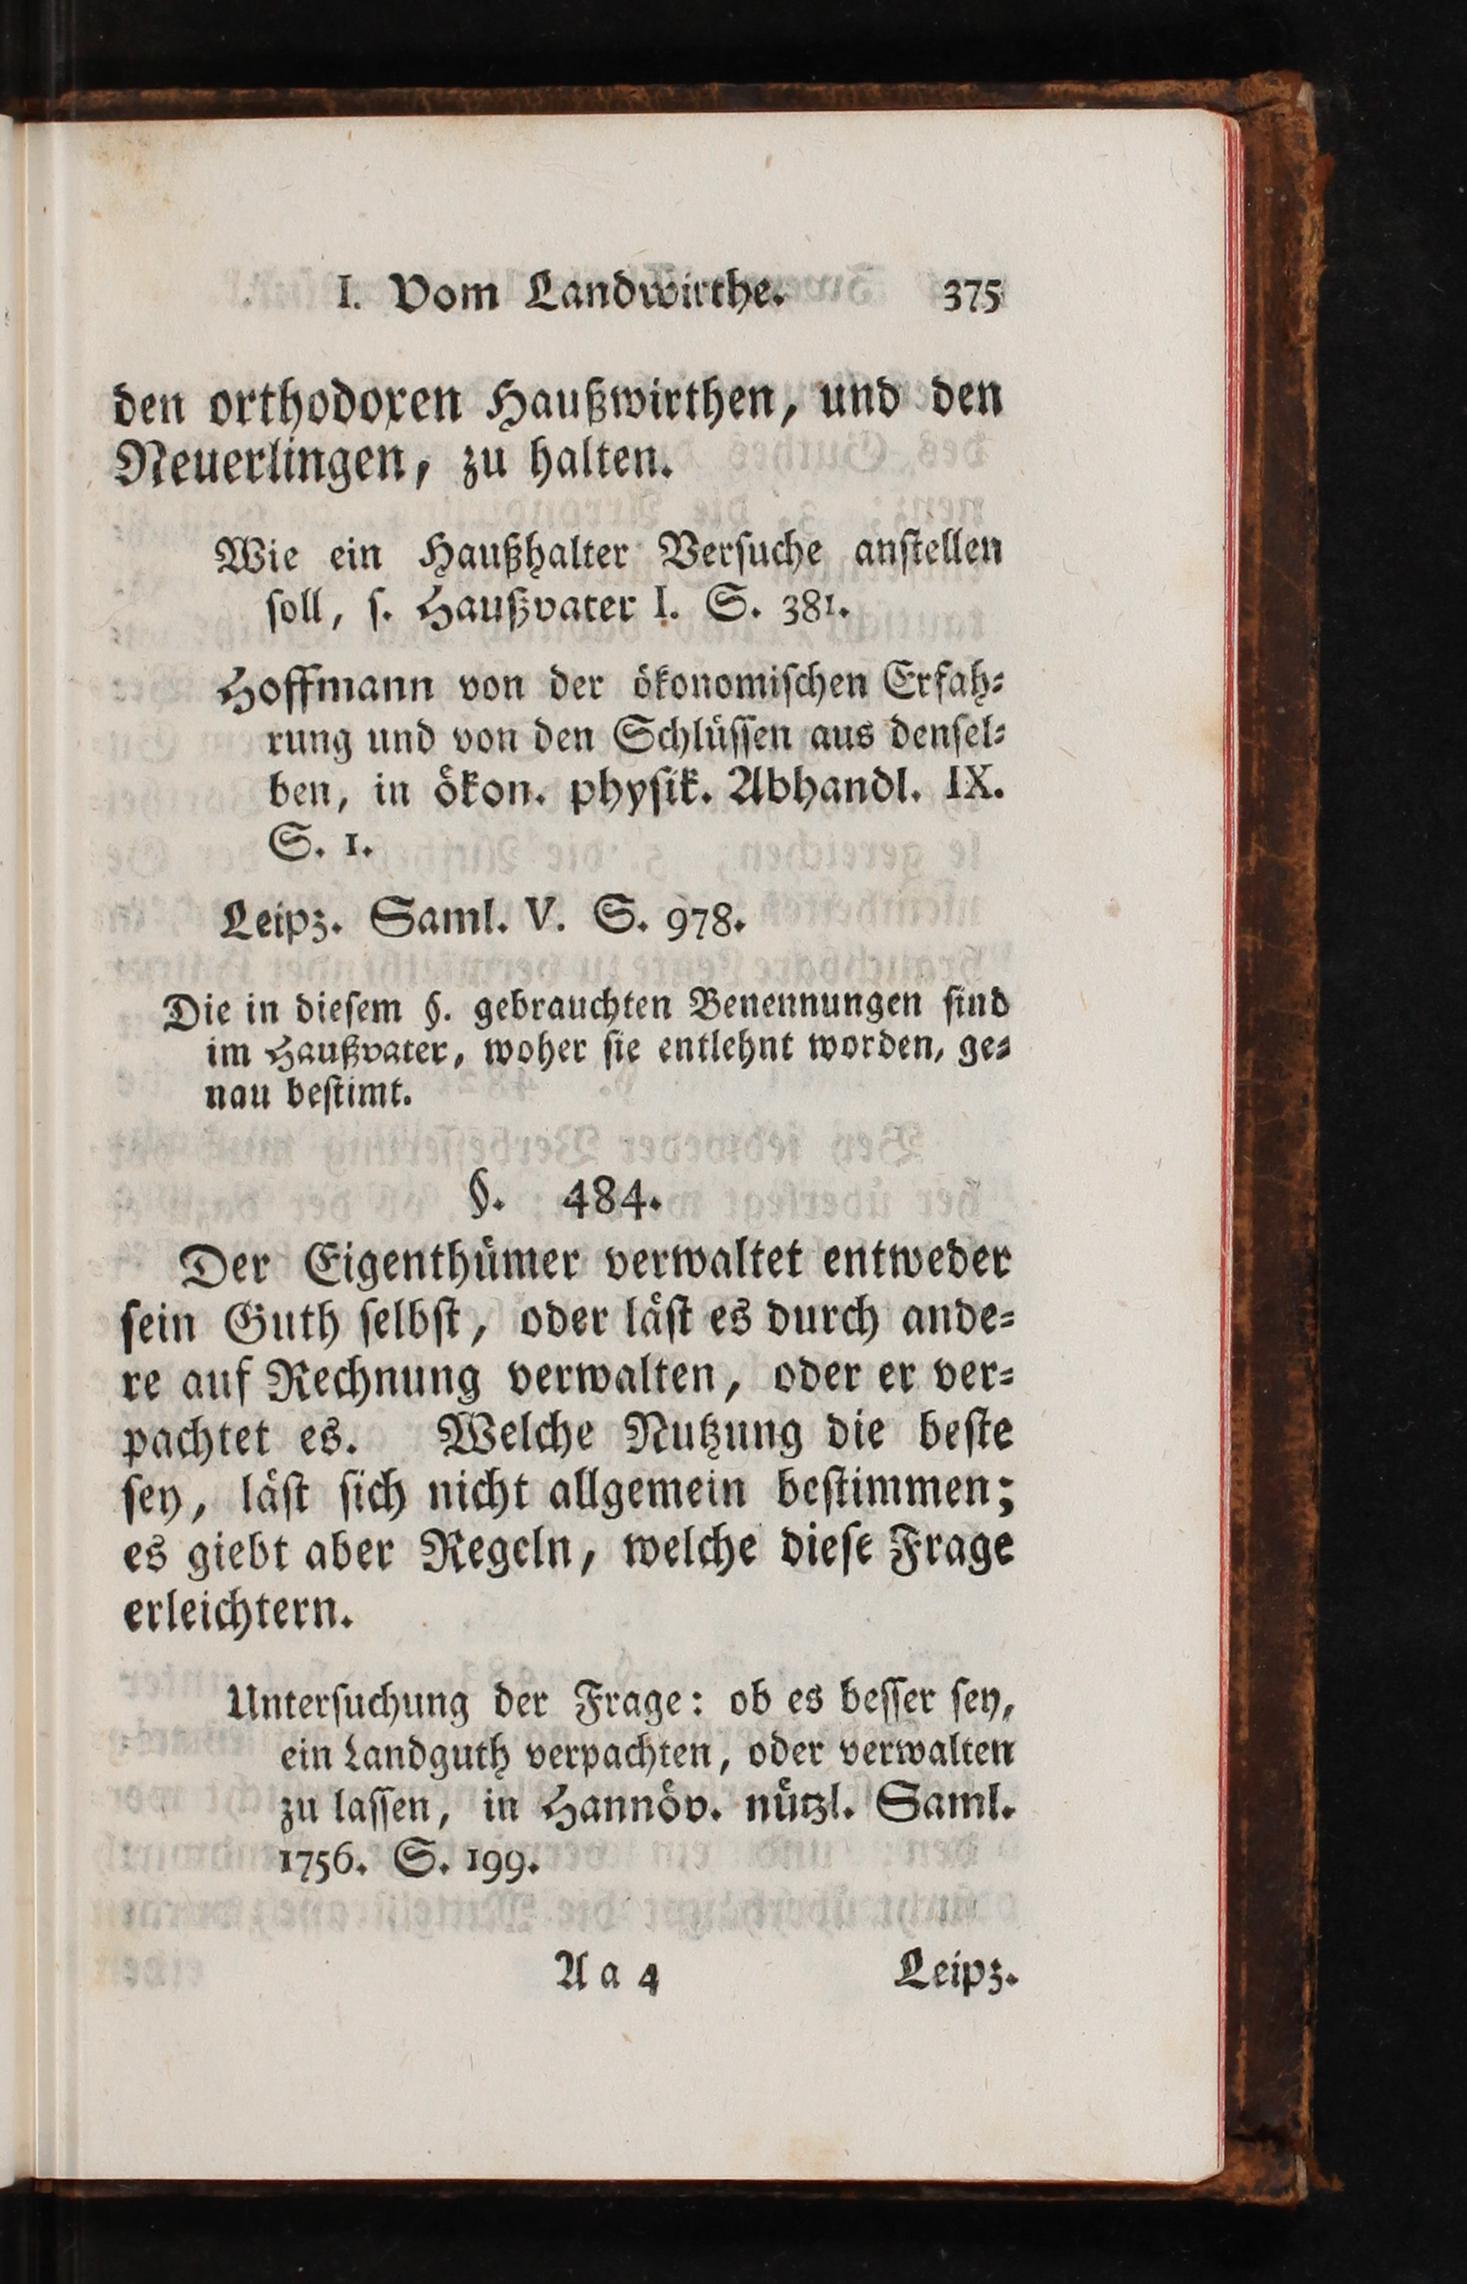 I. Vom Landwirthe. 375
den orthodoxen Haußwirthen, und den
Neuerlingen, zu halten.
Wie ein Haußhalter Verſuche anſtellen
ſoll, ſ. Haußvater I. S. 381.
Hoffmann von der ökonomiſchen Erfah⸗
rung und von den Schlüſſen aus denſel⸗
ben, in ökon. phyſik. Abhandl. IX.
S. 1.
Leipz. Saml. V. S. 978.
Die in dieſem §. gebrauchten Benennungen ſind
im Haußvater, woher ſie entlehnt worden, ge⸗
nau beſtimt.
§. 484.
Der Eigenthümer verwaltet entweder
ſein Guth ſelbſt, oder läſt es durch ande⸗
re auf Rechnung verwalten, oder er ver⸗
pachtet es. Welche Nutzung die beſte
ſey, läſt ſich nicht allgemein beſtimmen;
es giebt aber Regeln, welche dieſe Frage
erleichtern.
Unterſuchung der Frage: ob es beſſer ſey,
ein Landguth verpachten, oder verwalten
zu laſſen, in Hannöv. nützl. Saml.
1756. S. 199.
A a 4 Leipz.